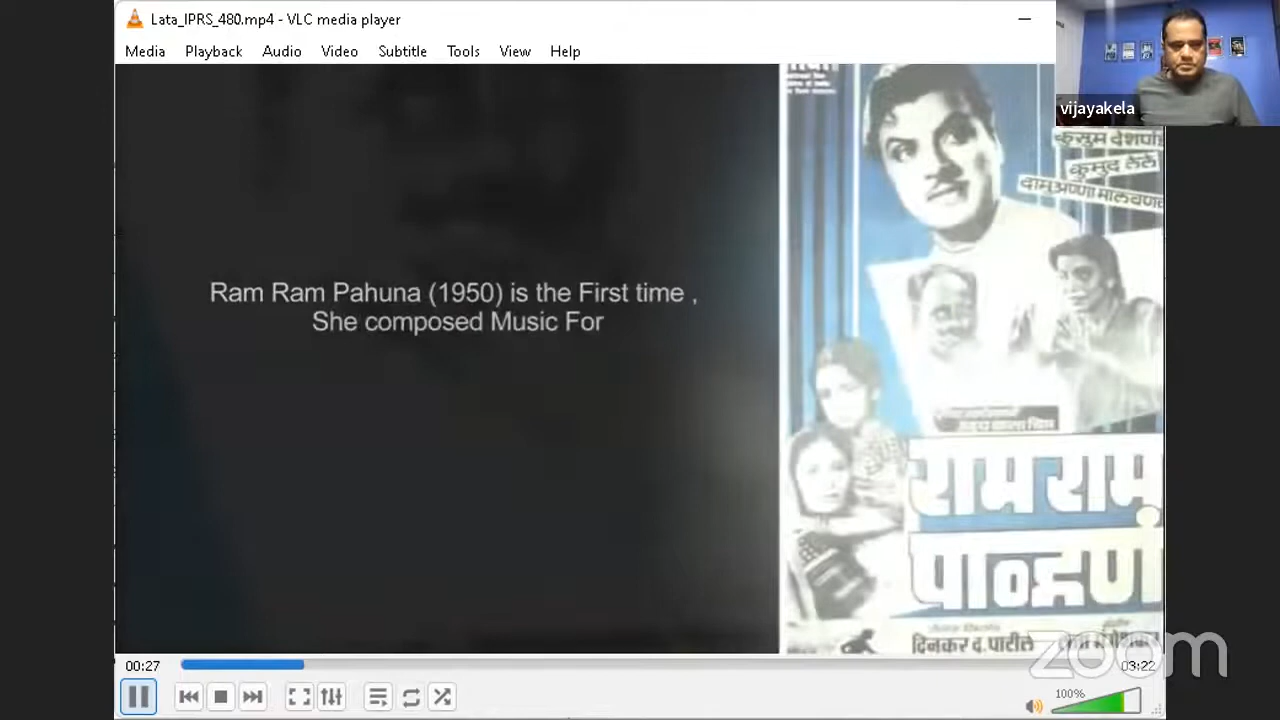 Lata_IPRS_480.mp4 - VLC media player
Media Playback Audio Video Subtitle Tools View Help
vijayakela
कुसुम देशपांडे
कुमुद लेले
दामुअण्णा मालवणकर
Ram Ram Pahuna (1950) is the First time ,
She composed Music For
राम राम
पाव्हणं
दिनकर द. पाटील
zoom
00:27
03:22
100%